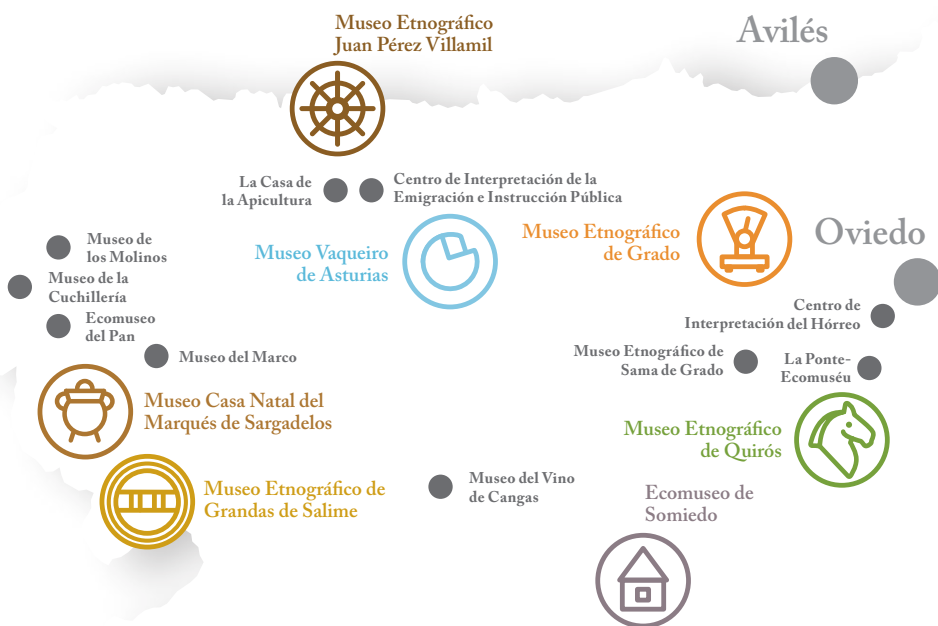 Museo Etnográfico
Juan Pérez Villamil
Avilés
La Casa de
la Apicultura
Centro de Interpretación de la
Emigración e Instrucción Pública
Museo Vaqueiro
de Asturias
Museo Etnográfico
de Grado
Oviedo
Museo de
los Molinos
Museo de la
Cuchillería
Ecomuseo
del Pan
Museo del Marco
Centro de
Interpretación del Hórreo
Museo Etnográfico de
Sama de Grado
La Ponte-
Ecomuséu
Museo Casa Natal del
Marqués de Sargadelos
Museo Etnográfico
de Quirós
Museo Etnográfico de
Grandas de Salime
Museo del Vino
de Cangas
Ecomuseo de
Somiedo